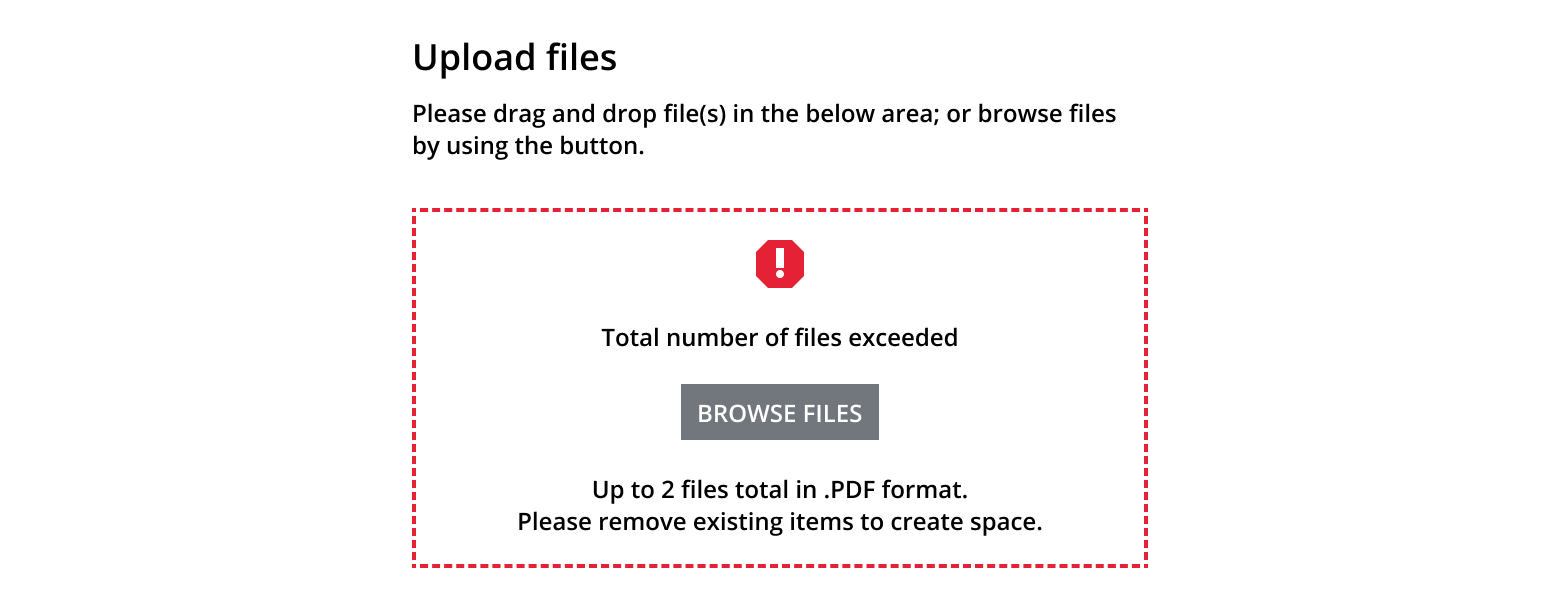 Upload files
Please drag and drop file(s) in the below area; or browse files
by using the button.
Total number of files exceeded
BROWSE FILES
Up to 2 files total in .PDF format.
Please remove existing items to create space.